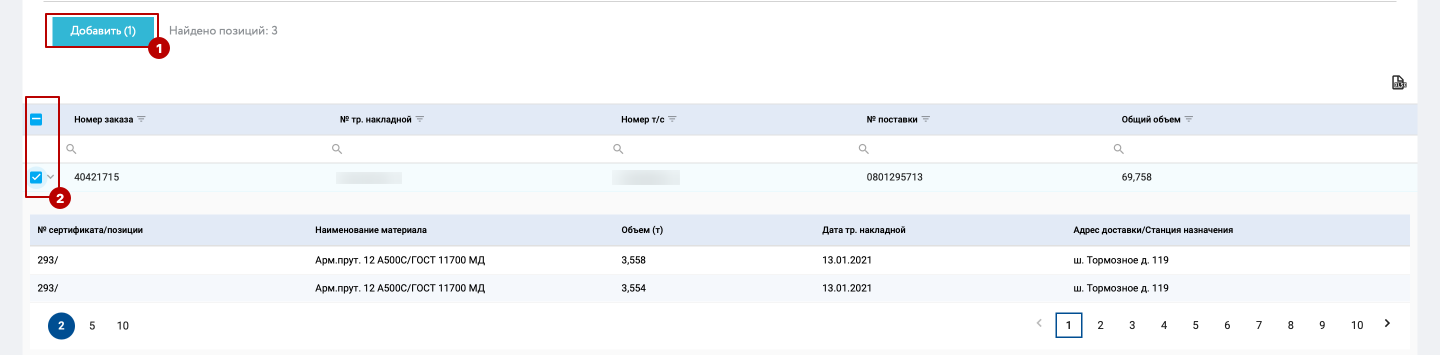 Добавить (1) Найдено позиций: 3
1
Номер заказа № тр. накладной Номер т/с № поставки Общий объем
40421715 0801295713 69,758
2
№ сертификата/позиции Наименование материала Объем (т) Дата тр. накладной Адрес доставки/Станция назначения
293/ Арм.прут. 12 А500С/ГОСТ 11700 МД 3,558 13.01.2021 ш. Тормозное д. 119
293/ Арм.прут. 12 А500С/ГОСТ 11700 МД 3,554 13.01.2021 ш. Тормозное д. 119
2 5 10 1 2 3 4 5 6 7 8 9 10